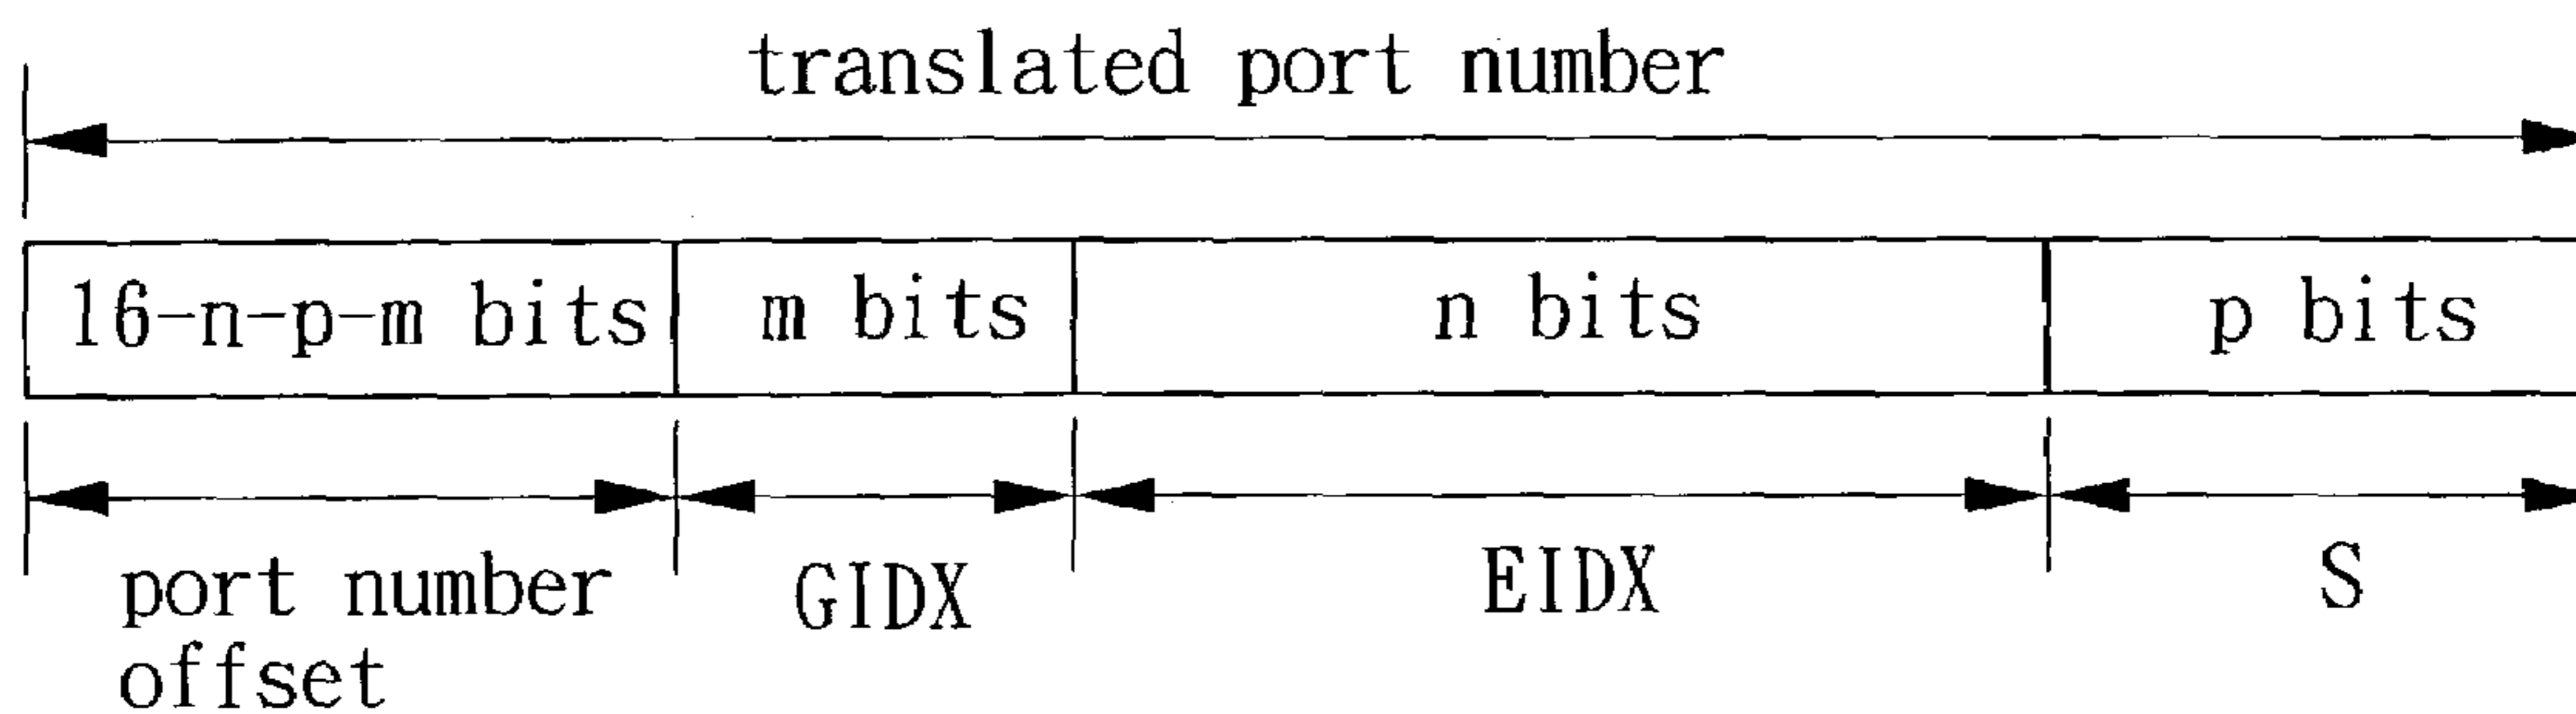 translated port number
16-n-p-m bits
m bits
n bits
p bits
port number
offset
GIDX
EIDX
S